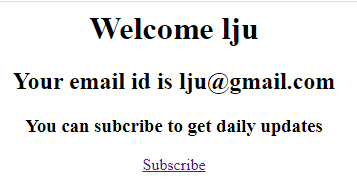 Welcome lju
Your email id is lju@gmail.com
You can subcribe to get daily updates
Subscribe